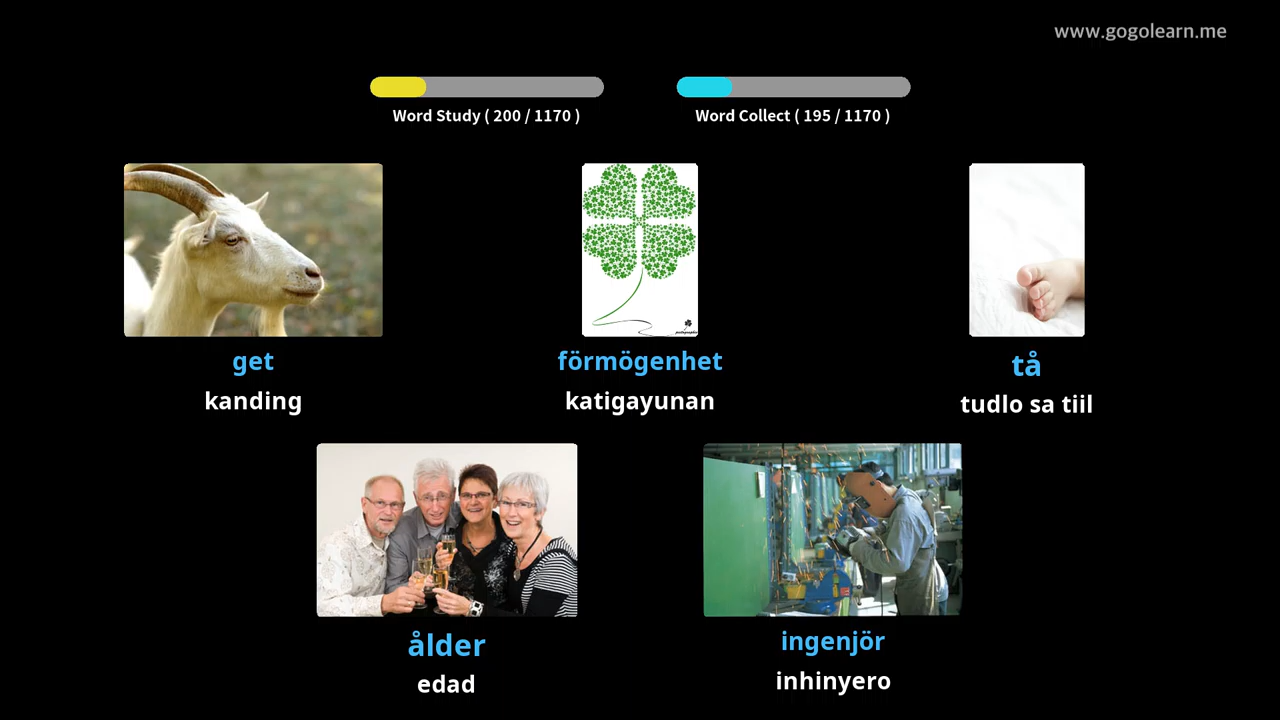 www.gogolearn.me
Word Study ( 200 / 1170 )
Word Collect ( 195 / 1170 )
get
kanding
förmögenhet
katigayunan
tå
tudlo sa tiil
ålder
edad
ingenjör
inhinyero